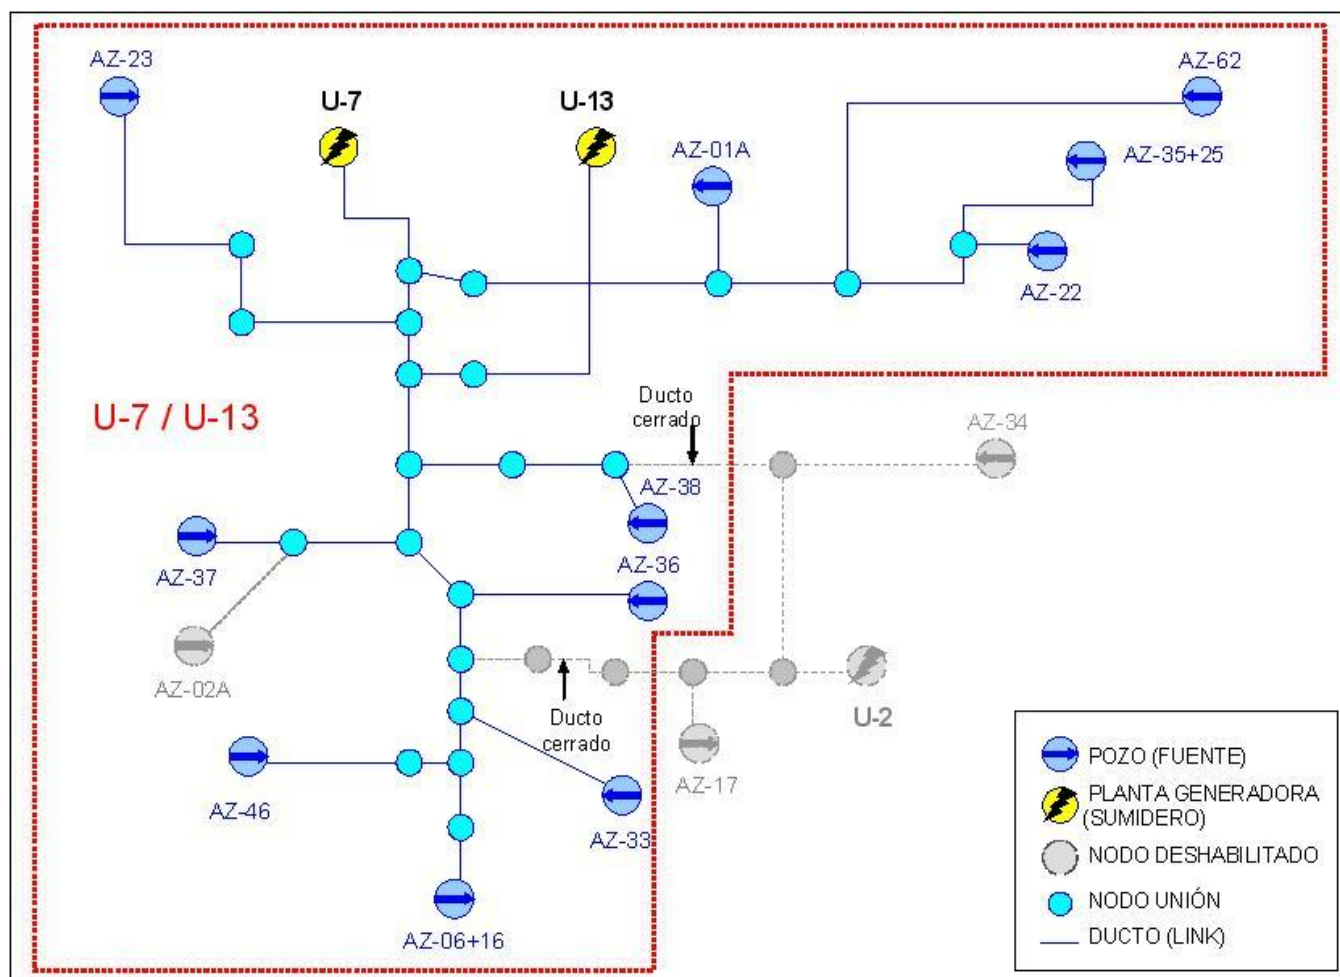 AZ-23
AZ-62
U-7
U-13
AZ-01A
AZ-35+25
AZ-22
U-7 / U-13
Ducto
cerrado
AZ-34
AZ-38
AZ-37
AZ-36
AZ-02A
U-2
Ducto
cerrado
AZ-17
AZ-46
AZ-33
AZ-06+16
POZO (FUENTE)
PLANTA GENERADORA
(SUMIDERO)
NODO DESHABILITADO
NODO UNIÓN
DUCTO (LINK)